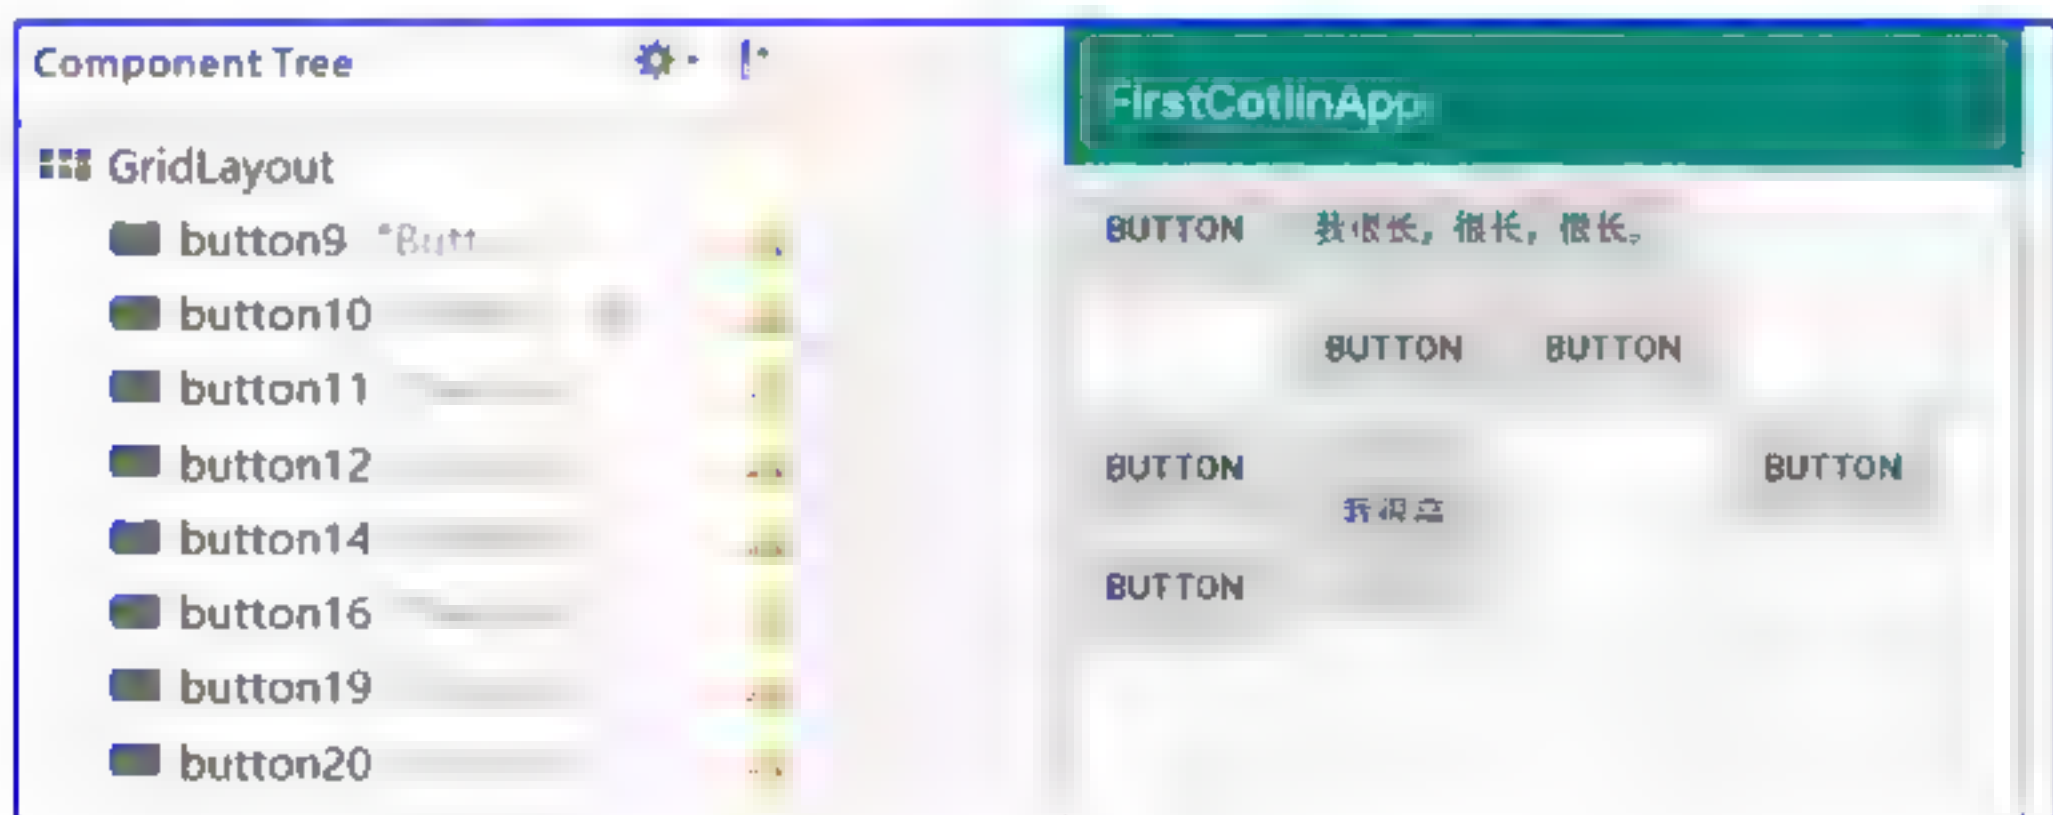 Component Tree
GridLayout
button9 "Butt
button10
button11
button12
button14
button16
button19
button20
FirstCotlinApp
BUTTON 我很长，很长，很长。
BUTTON BUTTON
BUTTON BUTTON
BUTTON